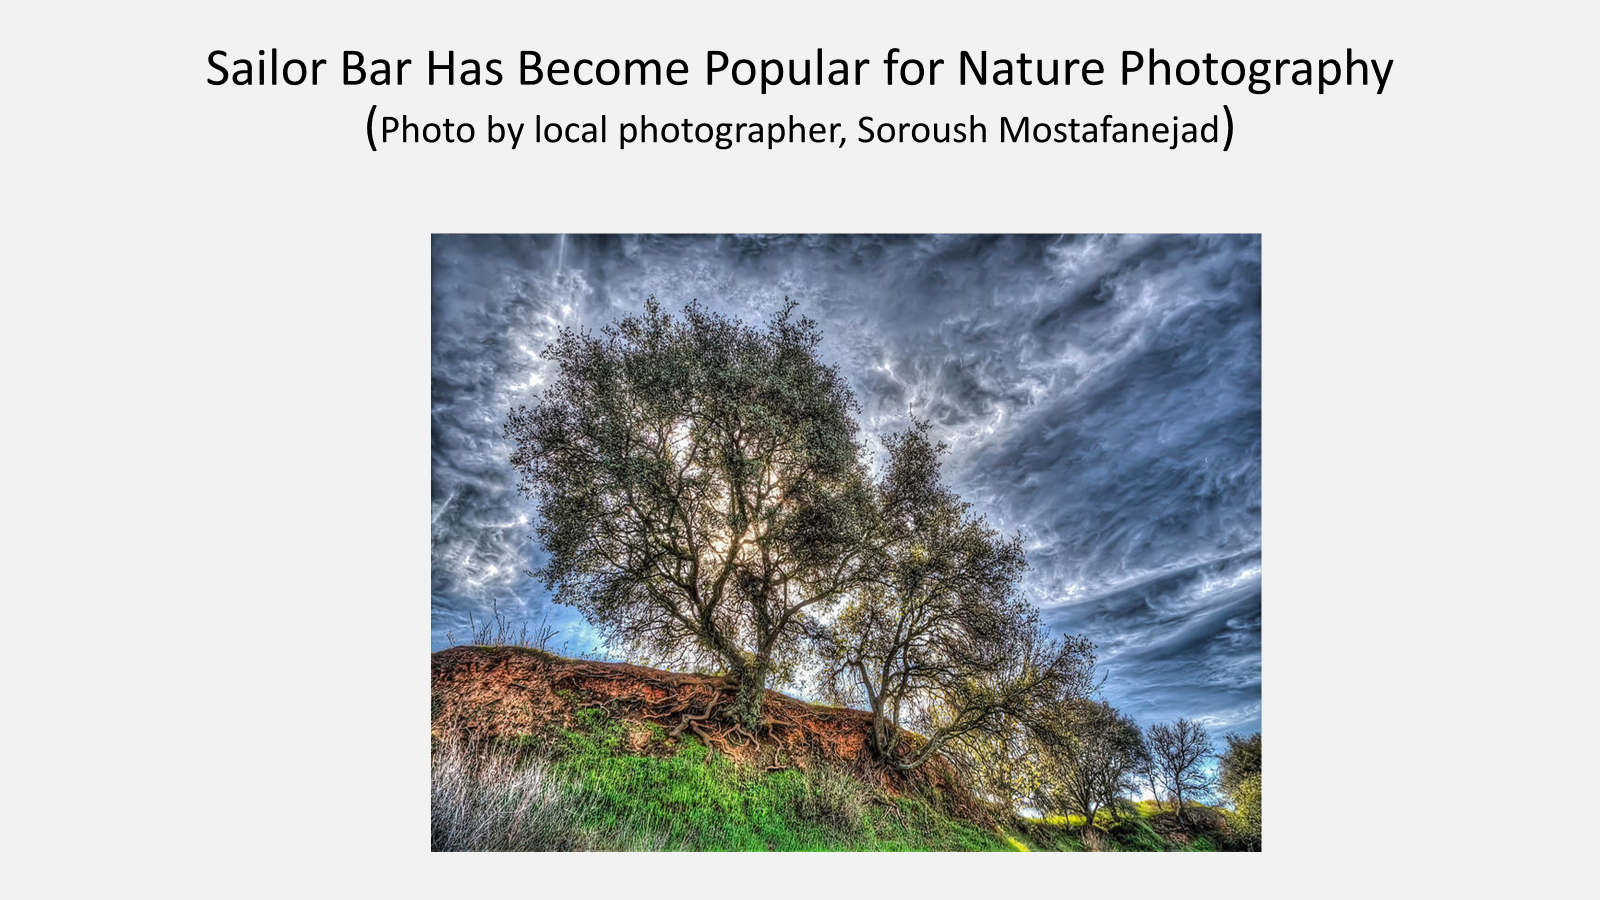 Sailor Bar Has Become Popular for Nature Photography
(Photo by local photographer, Soroush Mostafanejad)